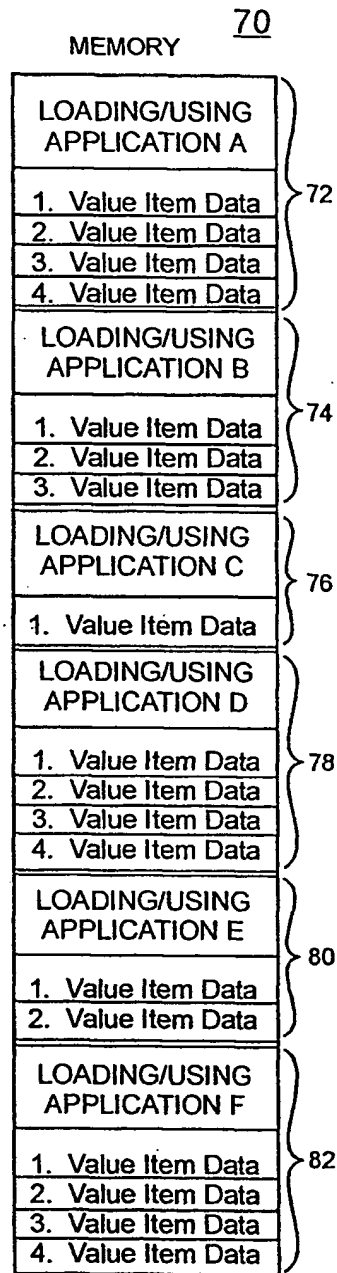 70
MEMORY
LOADING/USING
APPLICATION A
1. Value Item Data
2. Value Item Data
3. Value Item Data
4. Value Item Data
72
LOADING/USING
APPLICATION B
1. Value Item Data
2. Value Item Data
3. Value Item Data
74
LOADING/USING
APPLICATION C
1. Value Item Data
76
LOADING/USING
APPLICATION D
1. Value Item Data
2. Value Item Data
3. Value Item Data
4. Value Item Data
78
LOADING/USING
APPLICATION E
1. Value Item Data
2. Value Item Data
80
LOADING/USING
APPLICATION F
1. Value Item Data
2. Value Item Data
3. Value Item Data
4. Value Item Data
82